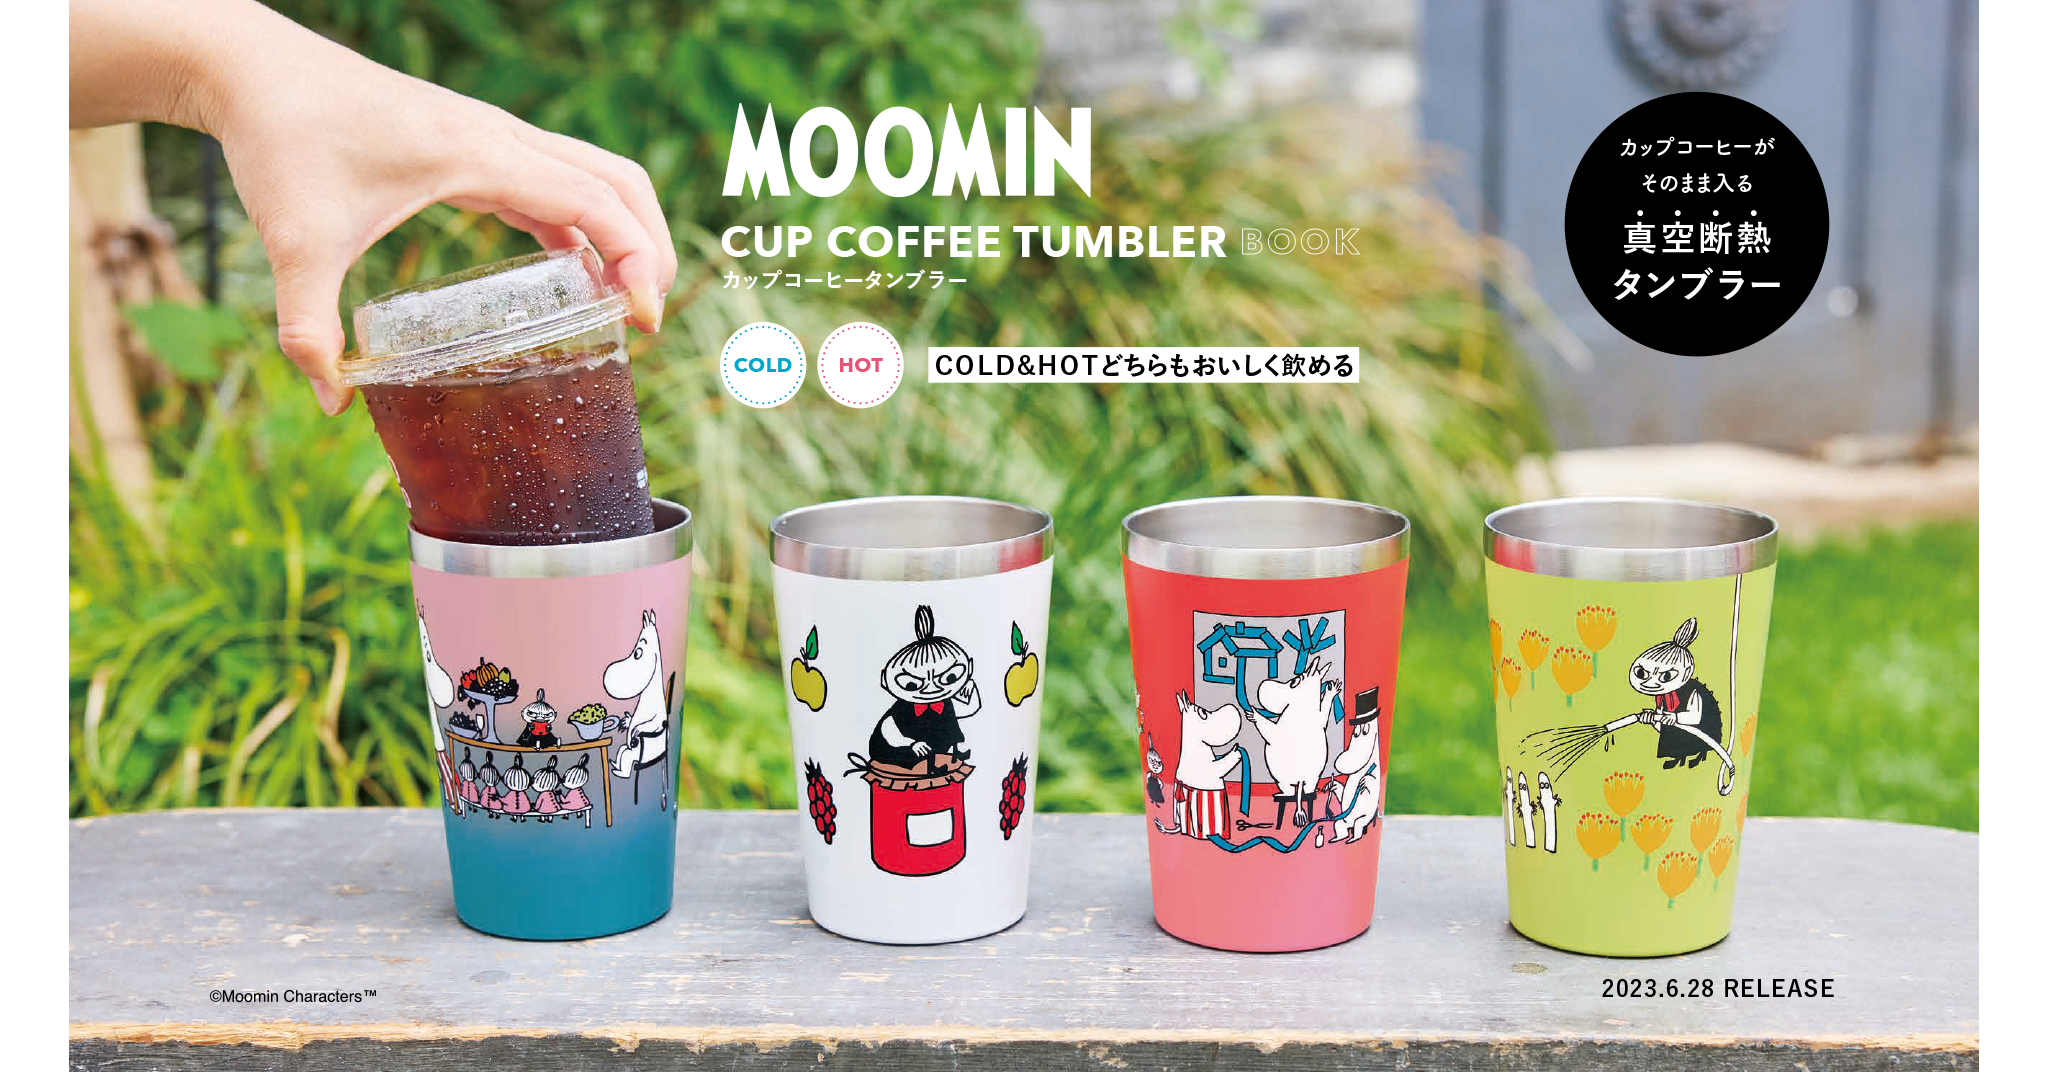 MOOMIN
CUP COFFEE TUMBLER BOOK
カップコーヒータンブラー
COLD
HOT
COLD&HOTどちらもおいしく飲める
カップコーヒーが
そのまま入る
真空断熱
タンブラー
©Moomin Characters™
2023.6.28 RELEASE